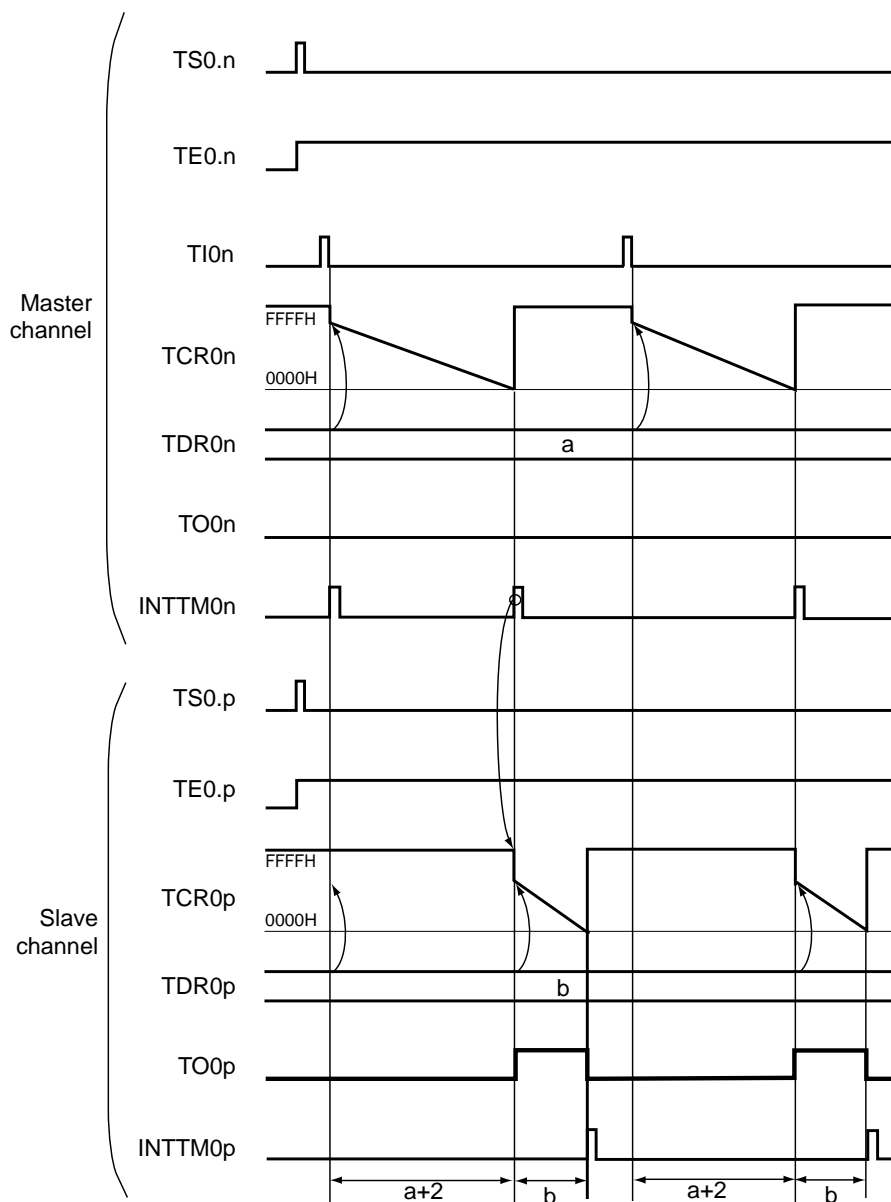 TS0.n
TE0.n
TI0n
Master
channel
FFFFH
TCR0n
0000H
TDR0n
a
TO0n
INTTM0n
TS0.p
TE0.p
FFFFH
TCR0p
0000H
Slave
channel
TDR0p
b
TO0p
INTTM0p
a+2 b a+2 b